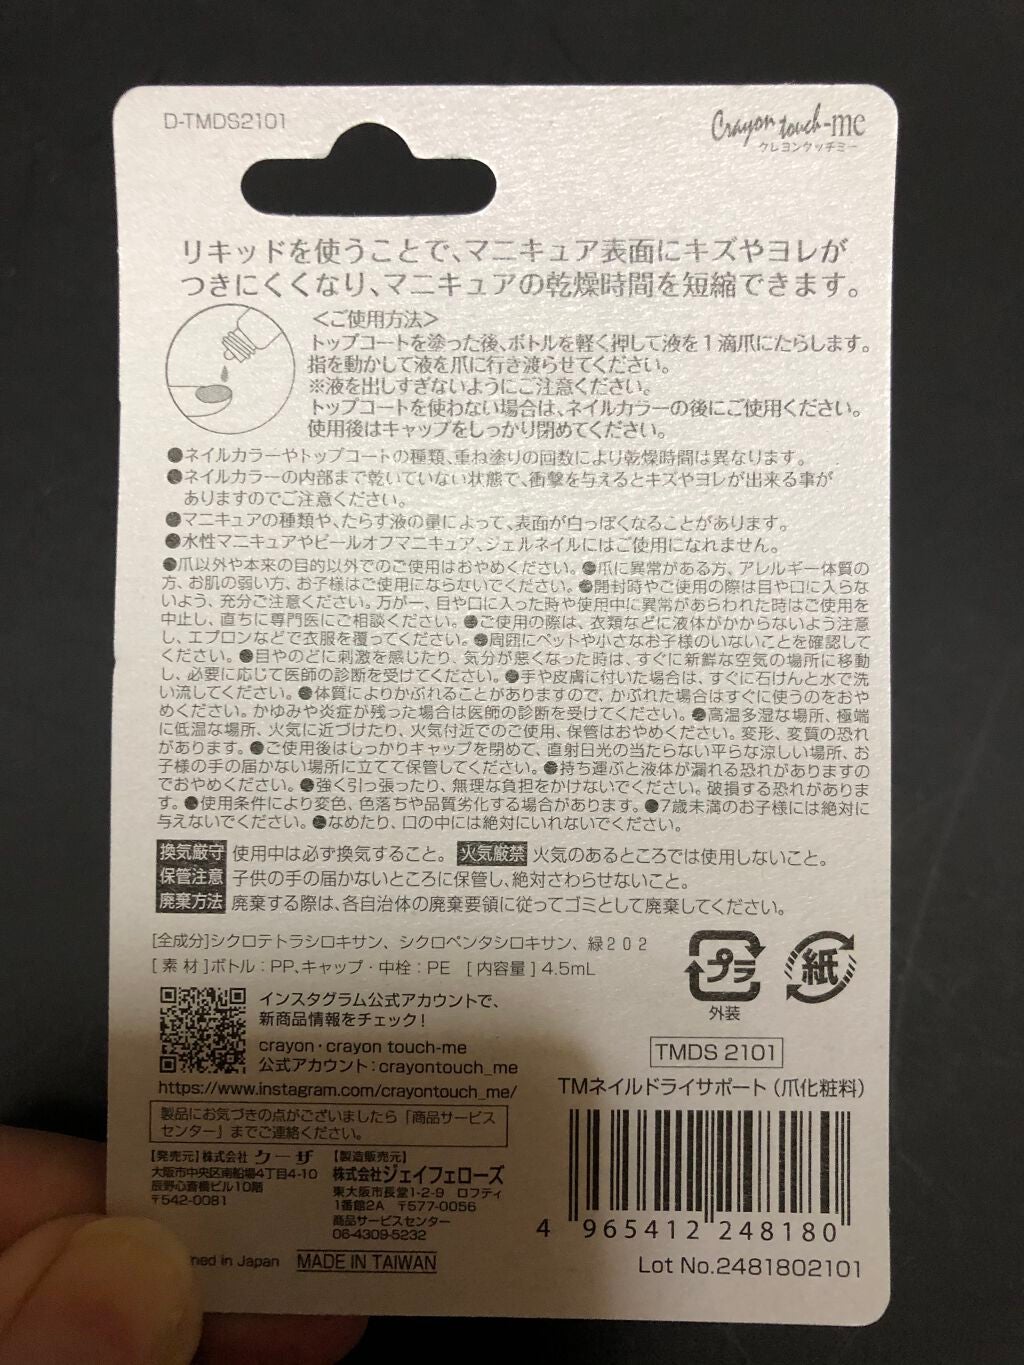 D-TMDS2101
Crayon touch-me
クレヨンタッチミー
リキッドを使うことで、マニキュア表面にキズやヨレが
つきにくくなり、マニキュアの乾燥時間を短縮できます。
<ご使用方法>
トップコートを塗った後、ボトルを軽く押して液を1滴爪にたらします。
指を動かして液を爪に行き渡らせてください。
※液を出しすぎないようにご注意ください。
トップコートを使わない場合は、ネイルカラーの後にご使用ください。
使用後はキャップをしっかり閉めてください。
●ネイルカラーやトップコートの種類、重ね塗りの回数により乾燥時間は異なります。
●ネイルカラーの内部まで乾いていない状態で、衝撃を与えるとキズやヨレが出来る事が
ありますのでご注意ください。
●マニキュアの種類や、たらす液の量によって、表面が白っぽくなることがあります。
●水性マニキュアやピールオフマニキュア、ジェルネイルにはご使用になれません。
●爪以外や本来の目的以外でのご使用はおやめください。●爪に異常がある方、アレルギー体質の
方、お肌の弱い方、お子様はご使用にならないでください。●開封時やご使用の際は目や口に入らな
いよう、充分ご注意ください。万が一、目や口に入った時や使用中に異常があらわれた時はご使用を
中止し、直ちに専門医にご相談ください。●ご使用の際は、衣類などに液体がかからないよう注意
し、エプロンなどで衣服を覆ってください。●周囲にペットや小さなお子様のいないことを確認して
ください。●目やのどに刺激を感じたり、気分が悪くなった時は、すぐに新鮮な空気の場所に移動
し、必要に応じて医師の診断を受けてください。●手や皮膚に付いた場合は、すぐに石けんと水で洗
い流してください。●体質によりかぶれることがありますので、かぶれた場合はすぐに使うのをおや
めください。かゆみや炎症が残った場合は医師の診断を受けてください。●高温多湿な場所、極端
に低温な場所、火気に近づけたり、火気付近でのご使用、保管はおやめください。変形、変質の恐れ
があります。●ご使用後はしっかりキャップを閉めて、直射日光の当たらない平らな涼しい場所、お
子様の手の届かない場所に立てて保管してください。●持ち運ぶと液体が漏れる恐れがありますの
でおやめください。●強く引っ張ったり、無理な負担をかけないでください。破損する恐れがありま
す。●使用条件により変色、色落ちや品質劣化する場合があります。●7歳未満のお子様には絶対に
与えないでください。●なめたり、口の中には絶対にいれないでください。
換気厳守 使用中は必ず換気すること。 火気厳禁 火気のあるところでは使用しないこと。
保管注意 子供の手の届かないところに保管し、絶対さわらせないこと。
廃棄方法 廃棄する際は、各自治体の廃棄要領に従ってゴミとして廃棄してください。
[全成分]シクロテトラシロキサン、シクロペンタシロキサン、緑202
[素材]ボトル:PP、キャップ・中栓:PE [内容量]4.5mL
プラ
外装
紙
インスタグラム公式アカウントで、
新商品情報をチェック!
crayon・crayon touch-me
公式アカウント:crayontouch_me
https://www.instagram.com/crayontouch_me/
製品にお気づきの点がございましたら「商品サービス
センター」までご連絡ください。
TMDS 2101
TMネイルドライサポート(爪化粧料)
【発売元】株式会社 クーザ
大阪市中央区南船場4丁目4-10
辰野心斎橋ビル10階
〒542-0081
【製造販売元】
株式会社ジェイフェローズ
東大阪市長堂1-2-9 ロフティ
1番館2A 〒577-0056
商品サービスセンター
06-4309-5232
ned in Japan MADE IN TAIWAN
4 965412 248180
Lot No.2481802101